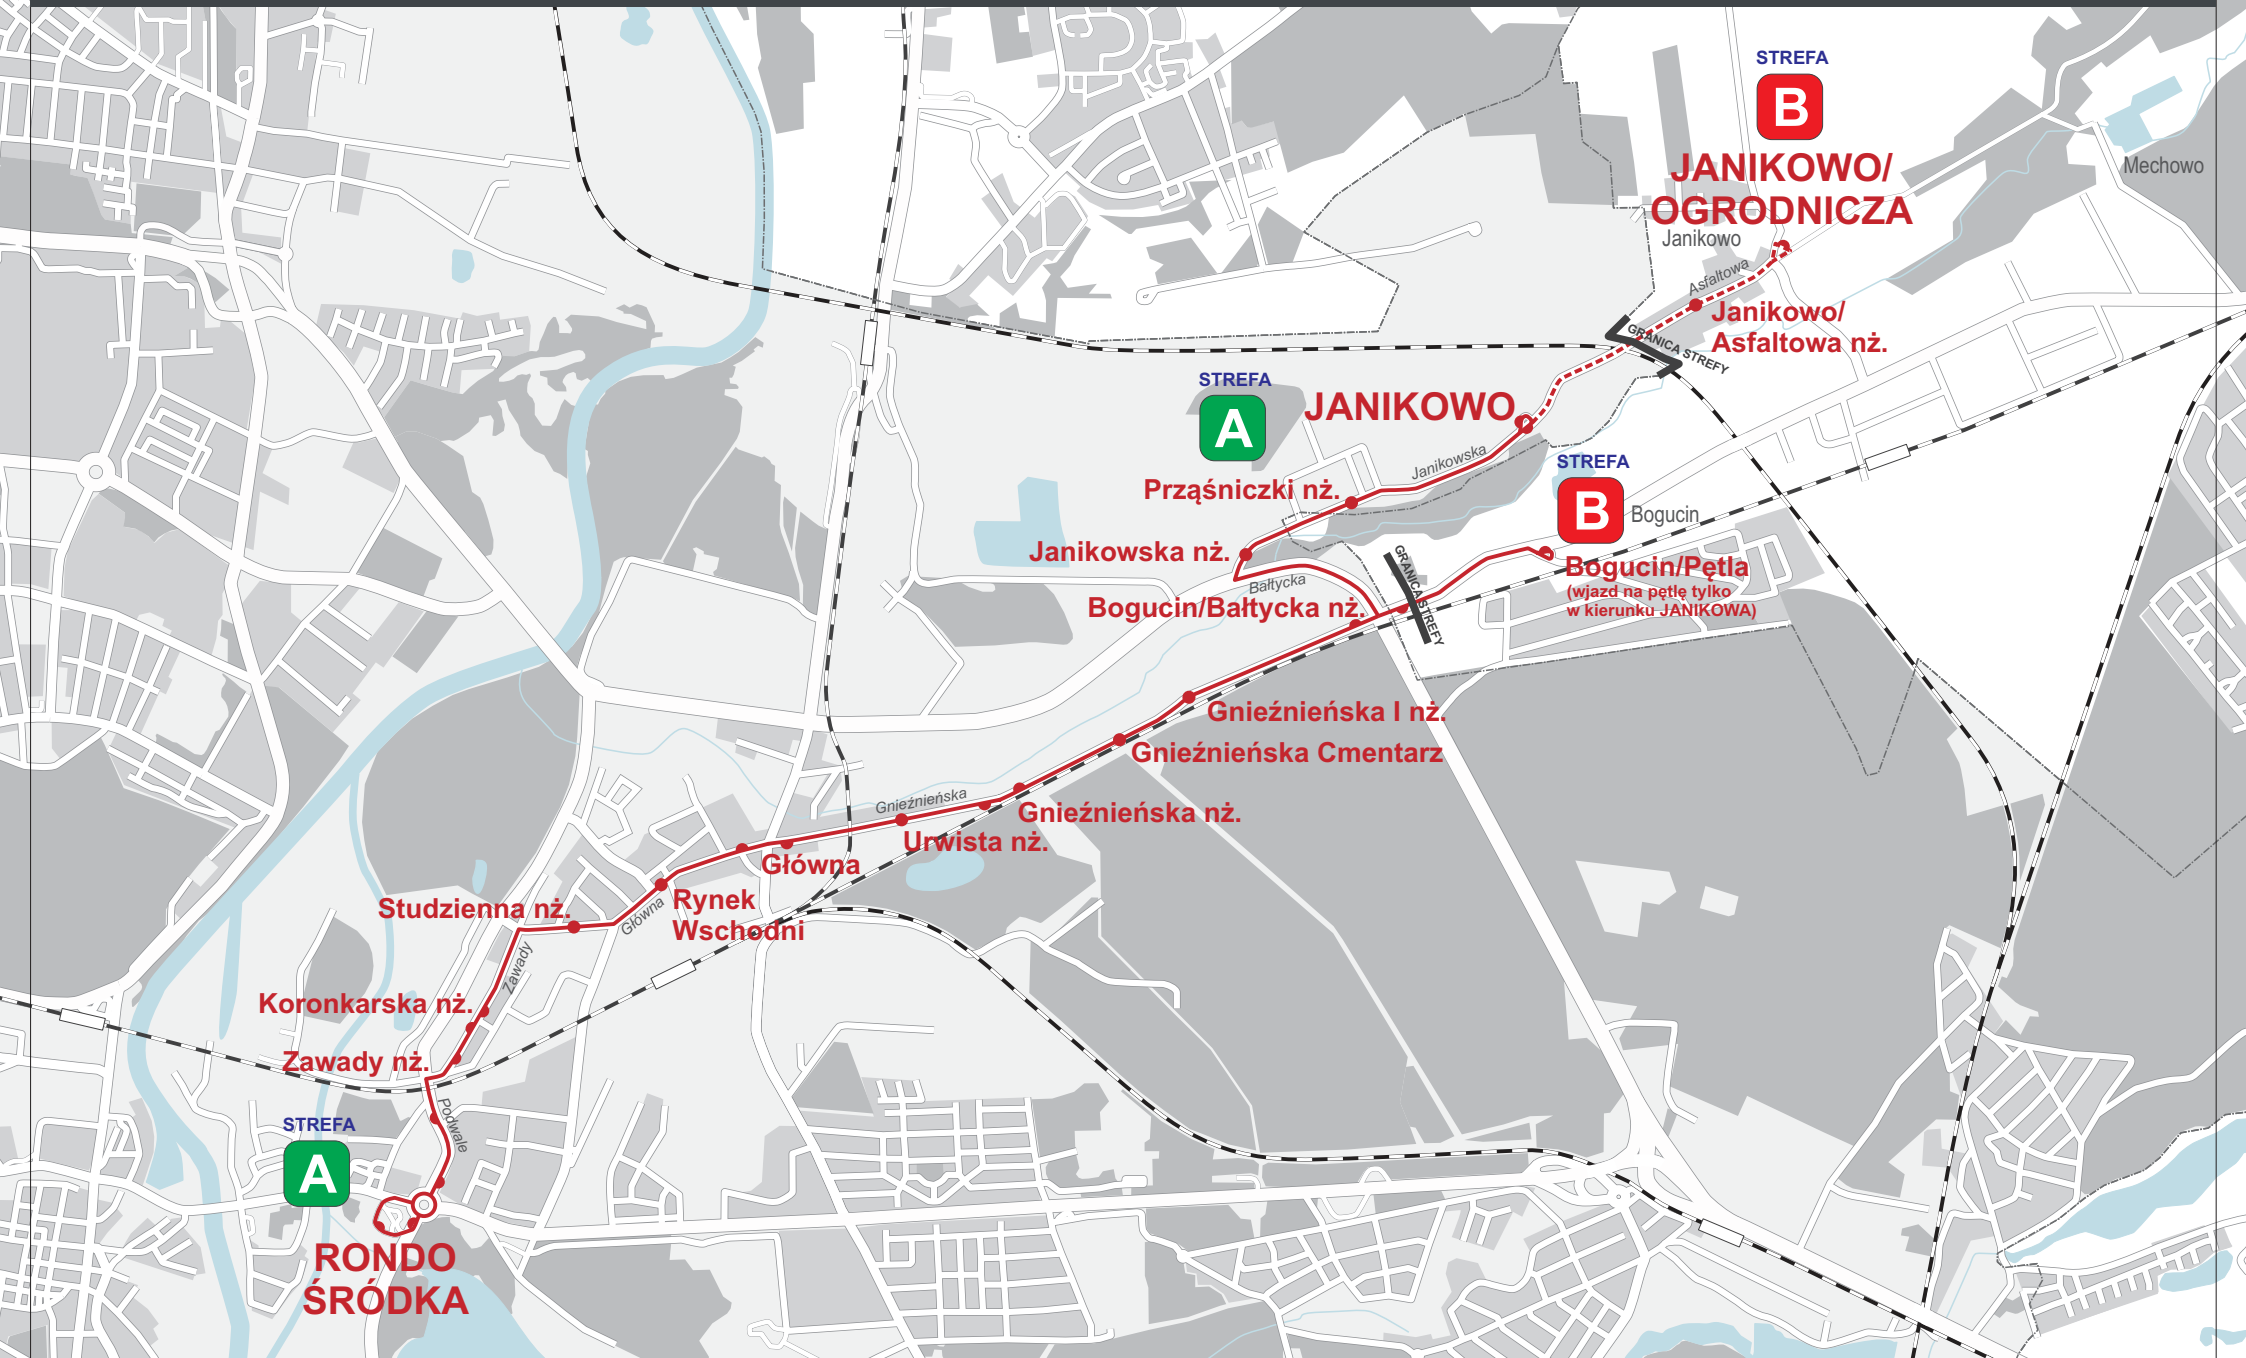 STREFA
B
JANIKOWO/
OGRODNICZA
Mechowo
Janikowo
Asfaltowa
Janikowo/
Asfaltowa nż.
GRANICA STREFY
STREFA
A
JANIKOWO
Janikowska
STREFA
B
Bogucin
Prząśniczki nż.
Janikowska nż.
GRANICA STREFY
Bogucin/Pętla
(wjazd na pętlę tylko
w kierunku JANIKOWA)
Bałtycka
Bogucin/Bałtycka nż.
Gnieźnieńska I nż.
Gnieźnieńska Cmentarz
Gnieźnieńska
Gnieźnieńska nż.
Urwista nż.
Główna
Rynek
Wschodni
Studzienna nż.
Główna
Zawady
Koronkarska nż.
Zawady nż.
Podwale
STREFA
A
RONDO
ŚRÓDKA